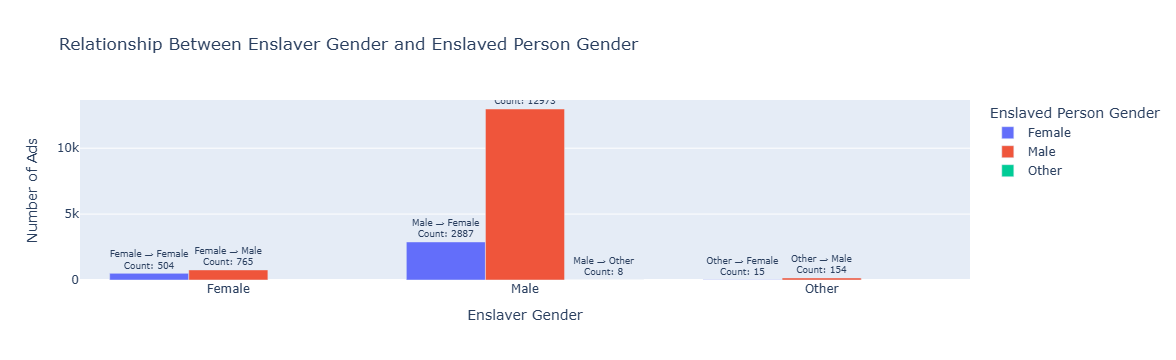 Relationship Between Enslaver Gender and Enslaved Person Gender
Number of Ads
10k
5k
0
Female ⇀ Female
Count: 504
Female ⇀ Male
Count: 765
Male ⇀ Female
Count: 2887
Count: 12973
Male ⇀ Other
Count: 8
Other ⇀ Female
Count: 15
Other ⇀ Male
Count: 154
Female
Male
Other
Enslaver Gender
Enslaved Person Gender
Female
Male
Other